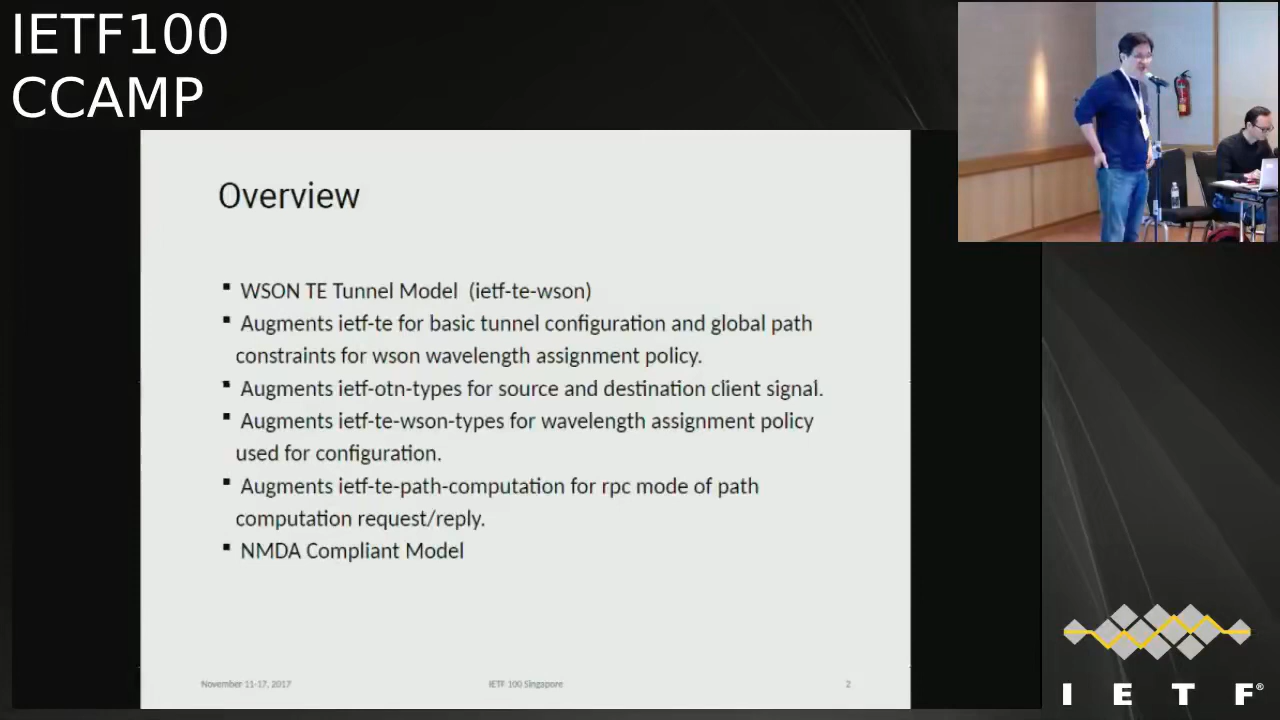 IETF100
CCAMP
Overview
▪ WSON TE Tunnel Model (ietf-te-wson)
▪ Augments ietf-te for basic tunnel configuration and global path
constraints for wson wavelength assignment policy.
▪ Augments ietf-otn-types for source and destination client signal.
▪ Augments ietf-te-wson-types for wavelength assignment policy
used for configuration.
▪ Augments ietf-te-path-computation for rpc mode of path
computation request/reply.
▪ NMDA Compliant Model
November 11-17, 2017
IETF 100 Singapore
2
I E T F®